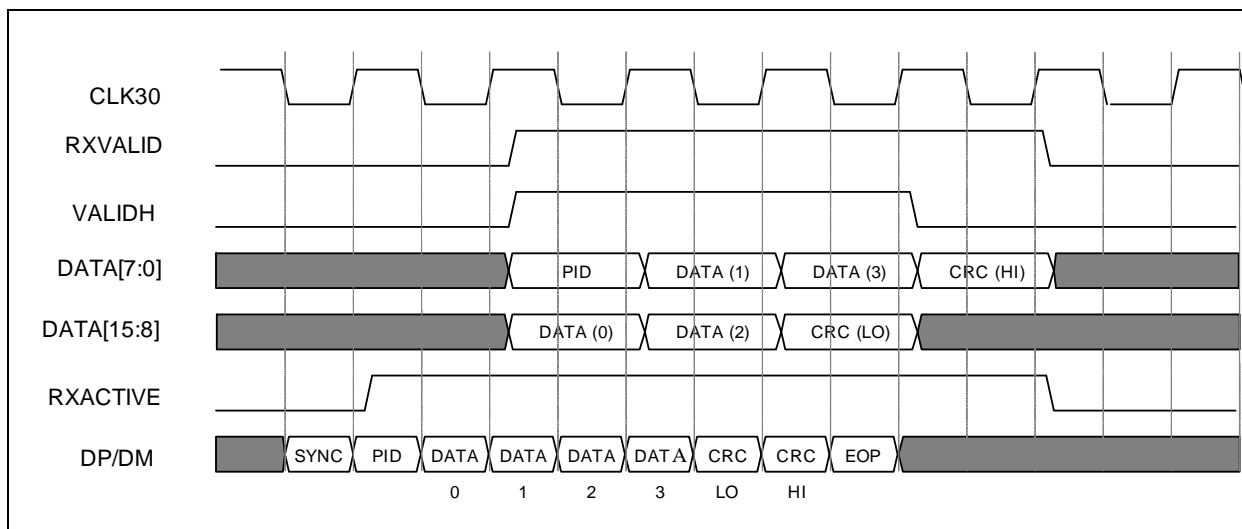 CLK30
RXVALID
VALIDH
DATA[7:0] PID DATA (1) DATA (3) CRC (HI)
DATA[15:8] DATA (0) DATA (2) CRC (LO)
RXACTIVE
DP/DM SYNC PID DATA DATA DATA DATA CRC CRC EOP
0 1 2 3 LO HI